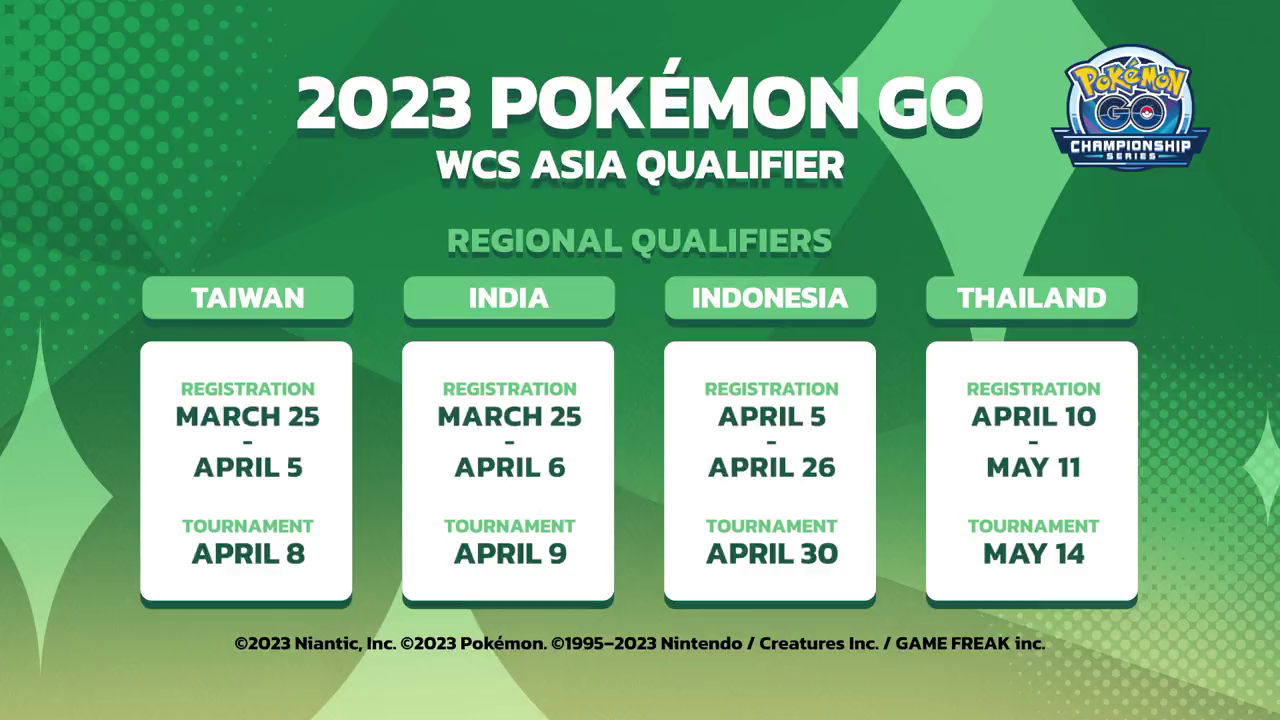 2023 POKÉMON GO
WCS ASIA QUALIFIER
POKÉMON
GO
CHAMPIONSHIP
SERIES
REGIONAL QUALIFIERS
TAIWAN
REGISTRATION
MARCH 25
-
APRIL 5
TOURNAMENT
APRIL 8
INDIA
REGISTRATION
MARCH 25
-
APRIL 6
TOURNAMENT
APRIL 9
INDONESIA
REGISTRATION
APRIL 5
-
APRIL 26
TOURNAMENT
APRIL 30
THAILAND
REGISTRATION
APRIL 10
-
MAY 11
TOURNAMENT
MAY 14
©2023 Niantic, Inc. ©2023 Pokémon. ©1995–2023 Nintendo / Creatures Inc. / GAME FREAK inc.